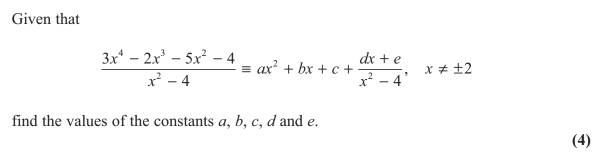 Given that
(3x⁴ − 2x³ − 5x² − 4)/(x² − 4) ≡ ax² + bx + c + (dx + e)/(x² − 4), x ≠ ±2
find the values of the constants a, b, c, d and e.
(4)